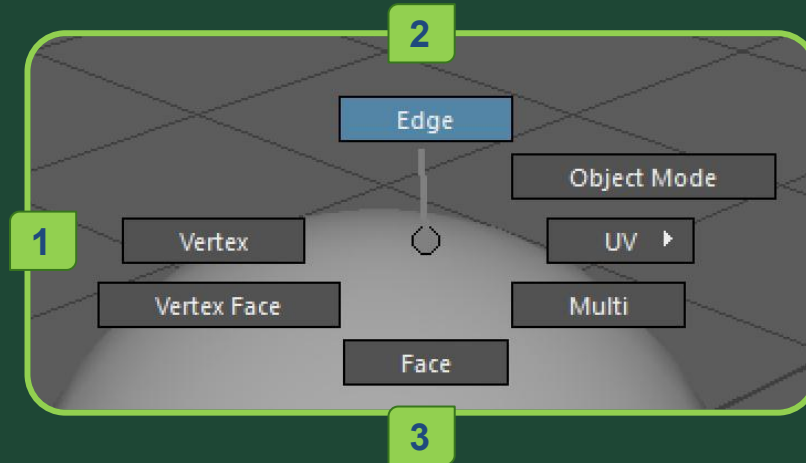 2
Edge
Object Mode
1
Vertex
UV
Vertex Face
Multi
Face
3